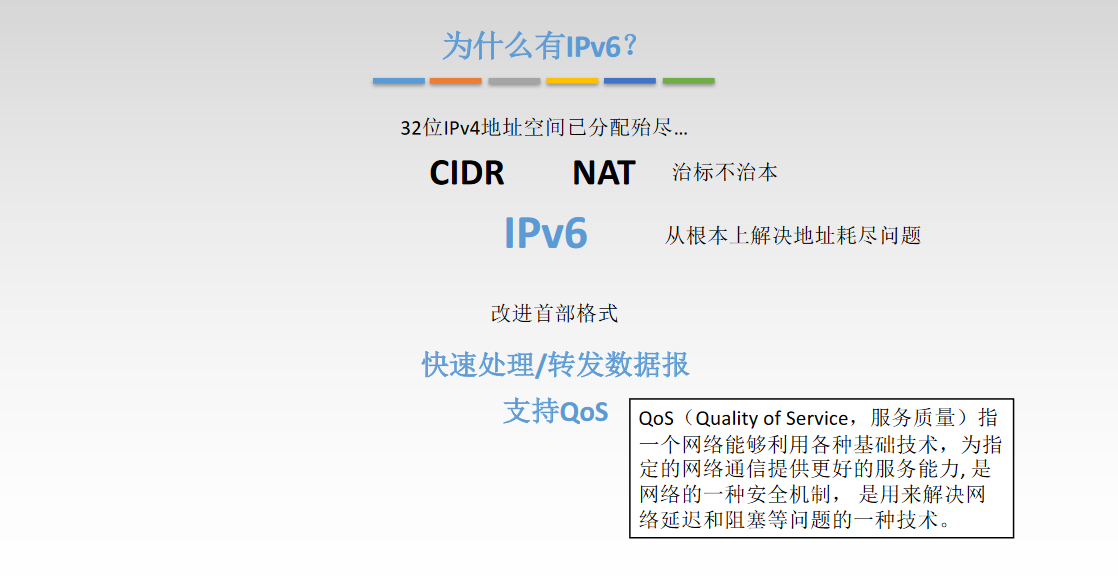 为什么有IPv6？
32位IPv4地址空间已分配殆尽…
CIDR NAT 治标不治本
IPv6 从根本上解决地址耗尽问题
改进首部格式
快速处理/转发数据报
支持QoS
QoS（Quality of Service，服务质量）指
一个网络能够利用各种基础技术，为指
定的网络通信提供更好的服务能力, 是
网络的一种安全机制， 是用来解决网
络延迟和阻塞等问题的一种技术。